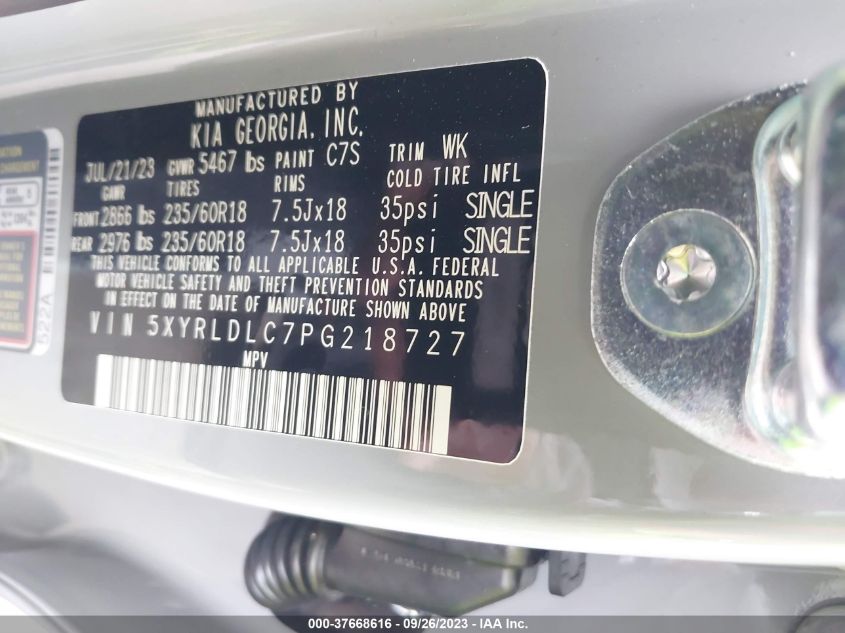 MANUFACTURED BY
KIA GEORGIA, INC.
JUL/21/23 GVWR 5467 lbs PAINT C7S TRIM WK
GAWR TIRES RIMS COLD TIRE INFL
FRONT 2866 lbs 235/60R18 7.5Jx18 35psi SINGLE
REAR 2976 lbs 235/60R18 7.5Jx18 35psi SINGLE
THIS VEHICLE CONFORMS TO ALL APPLICABLE U.S.A. FEDERAL
MOTOR VEHICLE SAFETY AND THEFT PREVENTION STANDARDS
IN EFFECT ON THE DATE OF MANUFACTURE SHOWN ABOVE
VIN 5XYRLDLC7PG218727
MPV
522A
000-37668616 - 09/26/2023 - IAA Inc.